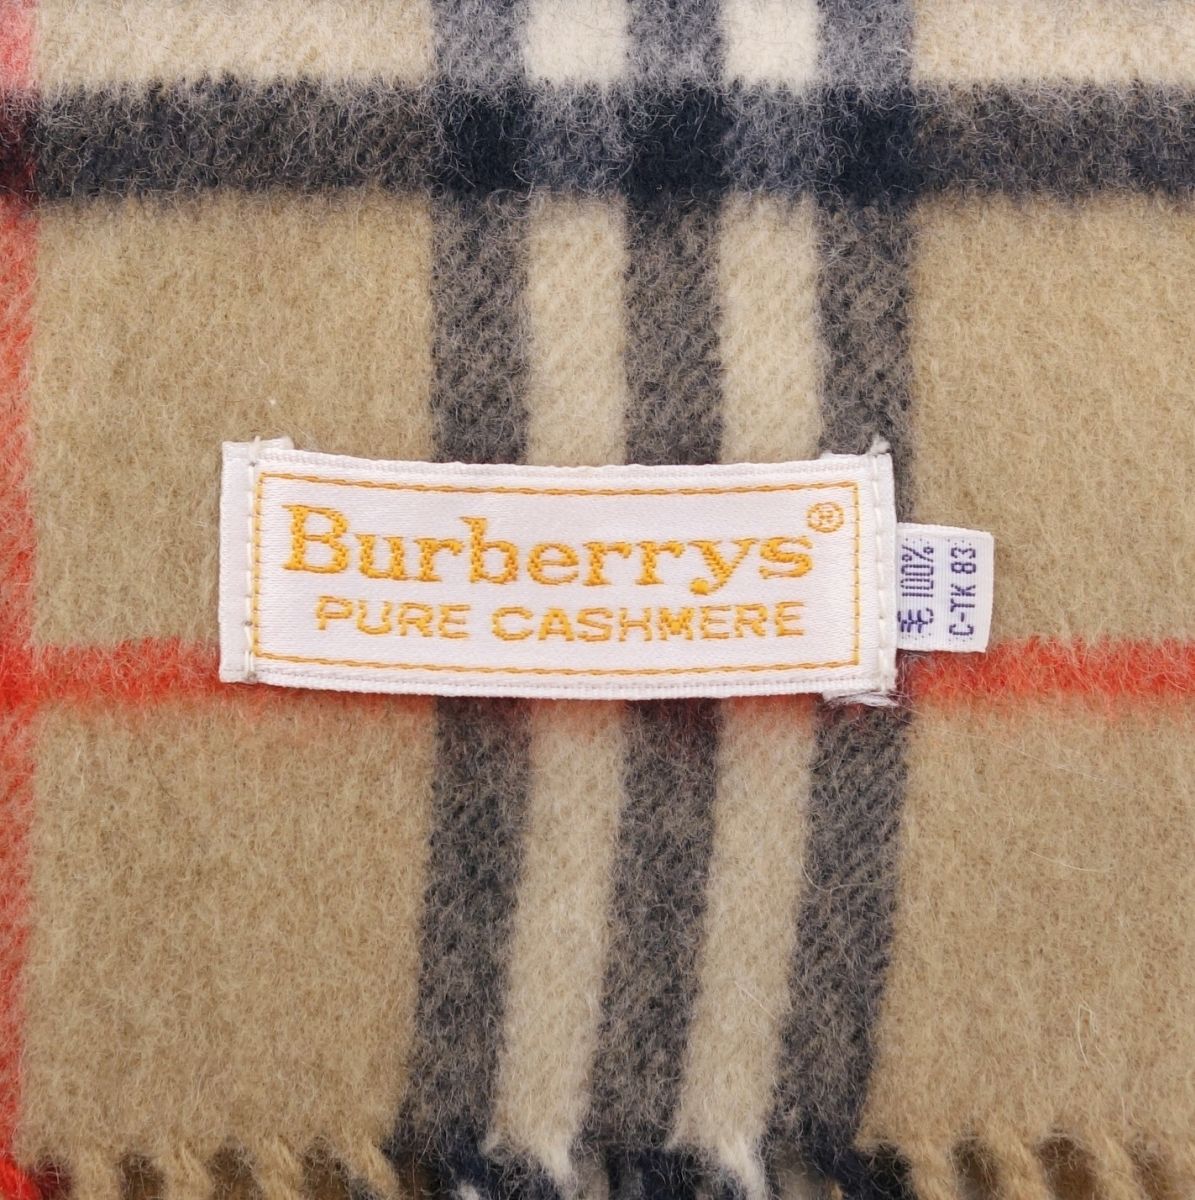 Burberrys®
PURE CASHMERE
毛 100%
C-TK 83